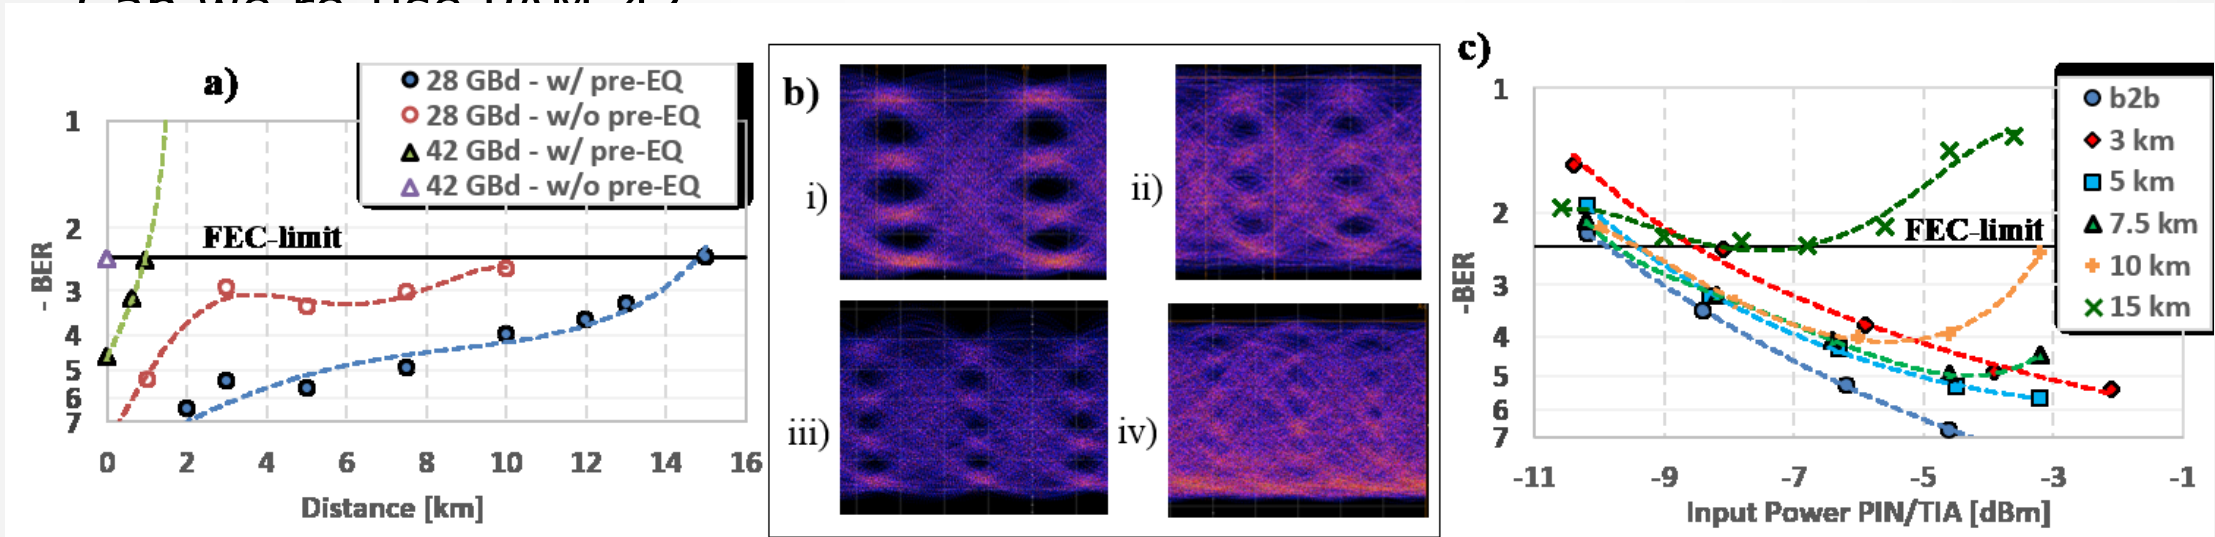 a)
28 GBd - w/ pre-EQ
28 GBd - w/o pre-EQ
42 GBd - w/ pre-EQ
42 GBd - w/o pre-EQ
1
2
3
4
5
6
7
- BER
FEC-limit
0 2 4 6 8 10 12 14 16
Distance [km]
b)
i)
ii)
iii)
iv)
c)
b2b
3 km
5 km
7.5 km
10 km
15 km
1
2
3
4
5
6
7
-BER
FEC-limit
-11 -9 -7 -5 -3 -1
Input Power PIN/TIA [dBm]